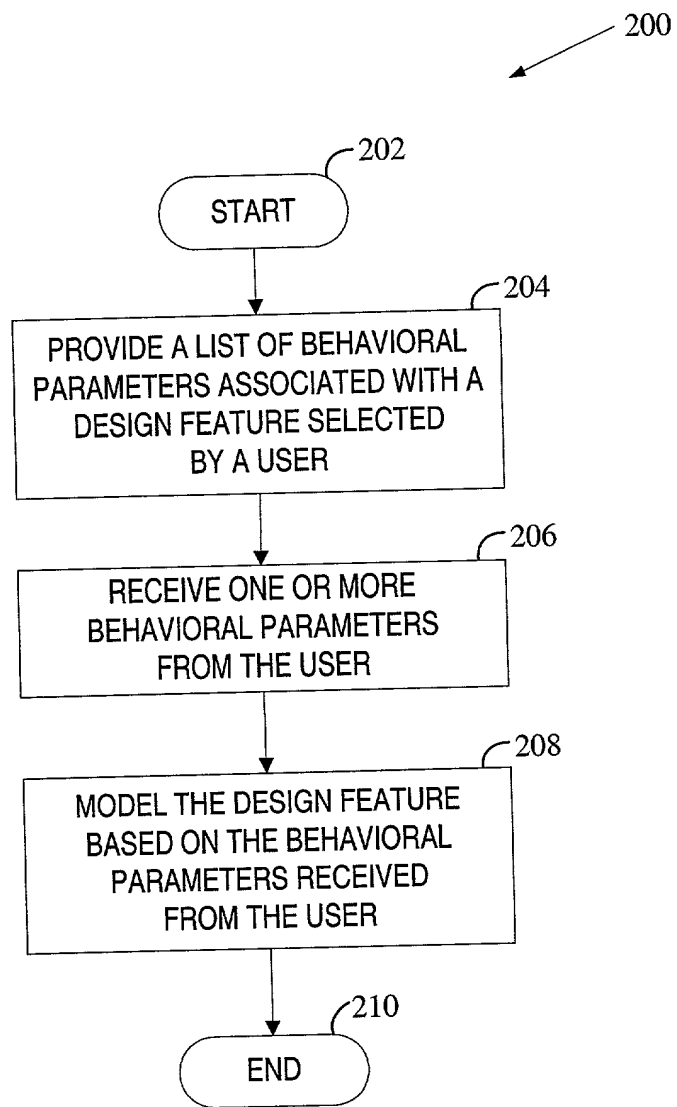 200
202
START
204
PROVIDE A LIST OF BEHAVIORAL
PARAMETERS ASSOCIATED WITH A
DESIGN FEATURE SELECTED
BY A USER
206
RECEIVE ONE OR MORE
BEHAVIORAL PARAMETERS
FROM THE USER
208
MODEL THE DESIGN FEATURE
BASED ON THE BEHAVIORAL
PARAMETERS RECEIVED
FROM THE USER
210
END